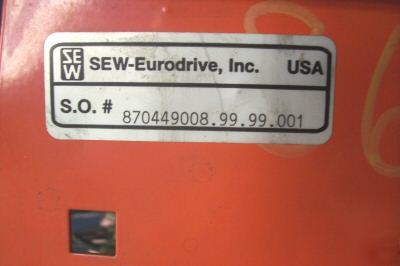 SEW SEW-Eurodrive, Inc. USA
S.O. # 870449008.99.99.001